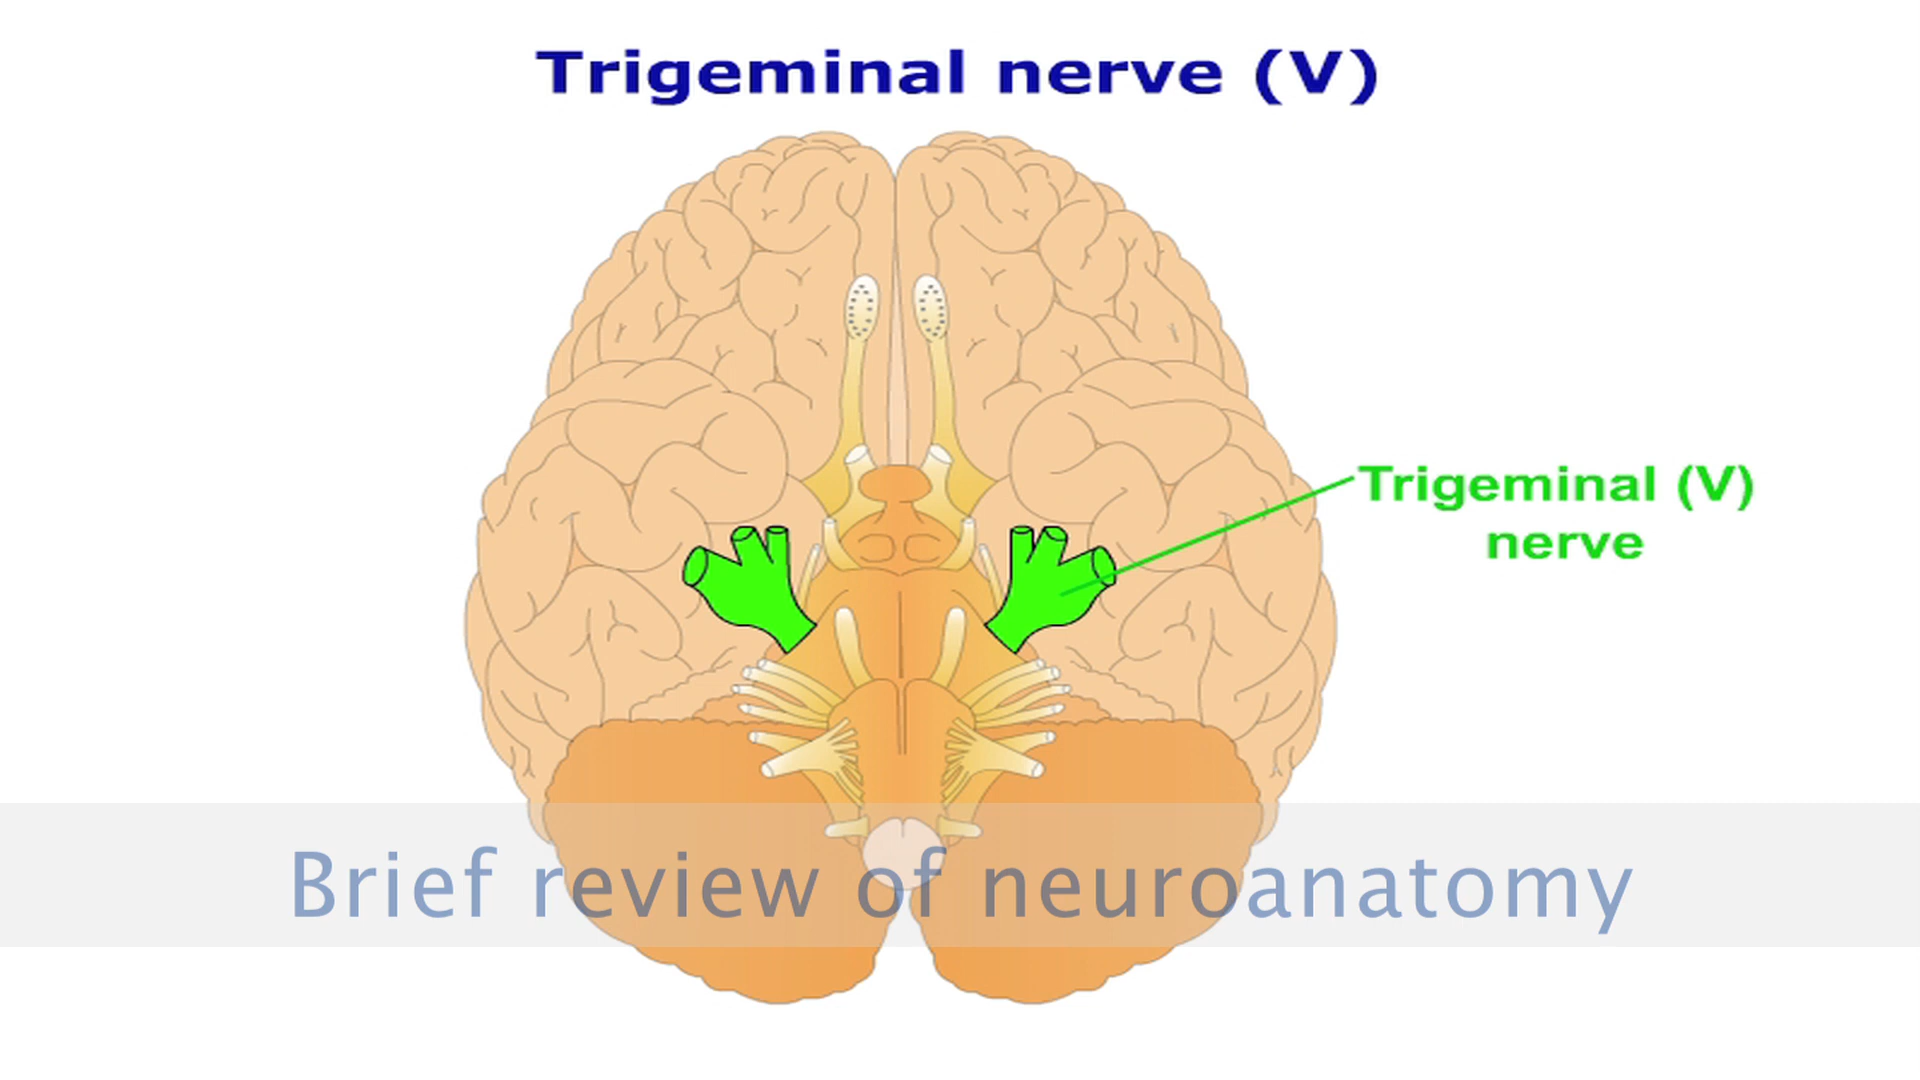 Trigeminal nerve (V)
Trigeminal (V)
nerve
Brief review of neuroanatomy